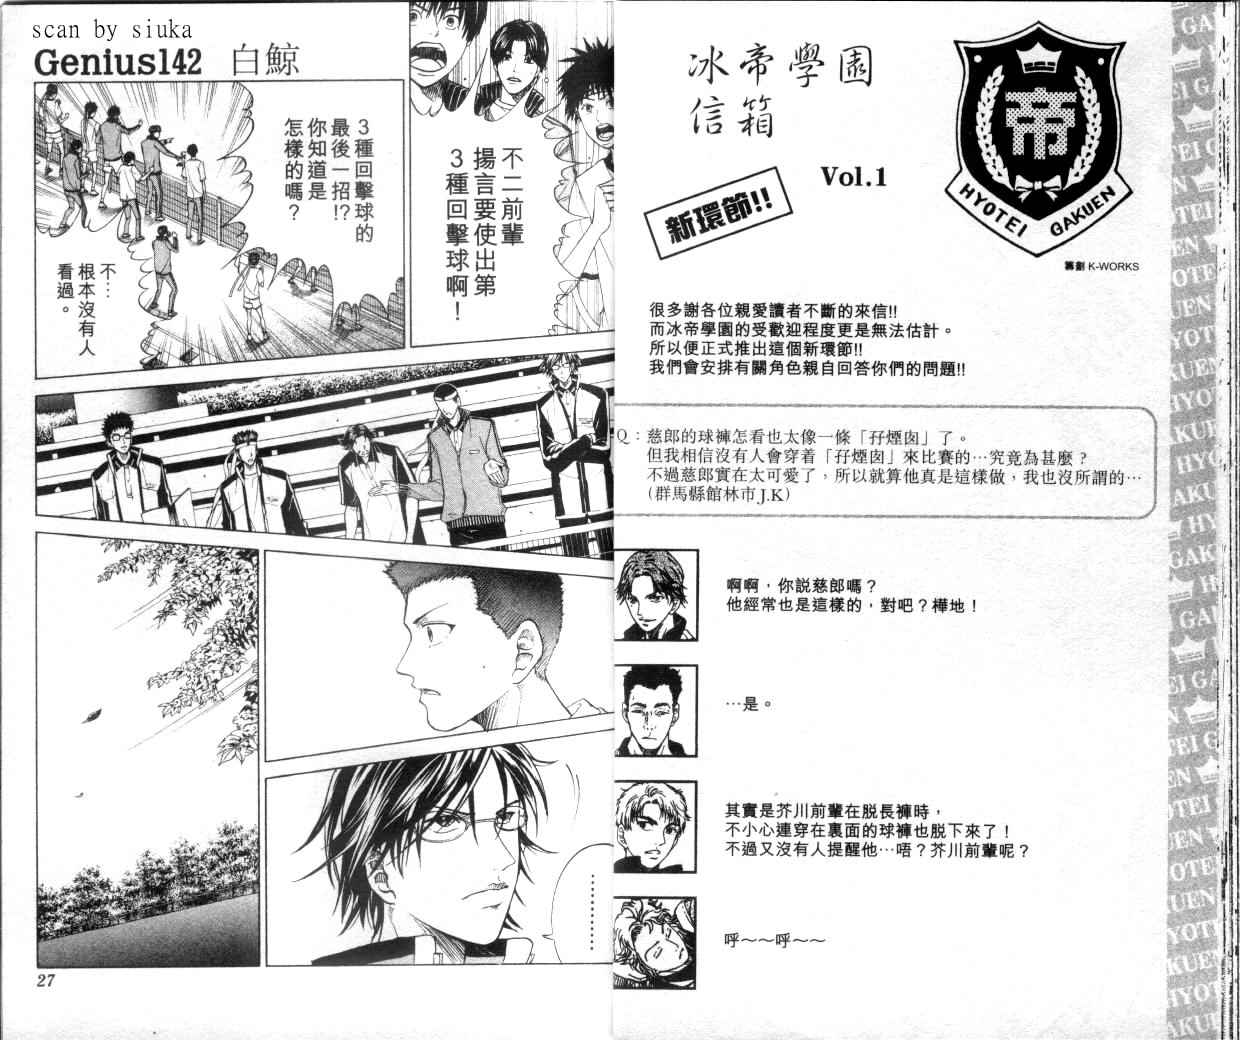 scan by siuka
Genius142 白鯨
不二前輩
揚言要使出第
3種回擊球啊！
3種回擊球的
最後一招!?
你知道是
怎樣的嗎？
不…
根本沒有人
看過。
27
冰帝學園
信箱
Vol.1
新環節!!
帝
HYOTEI GAKUEN
籌劃 K-WORKS
很多謝各位親愛讀者不斷的來信!!
而冰帝學園的受歡迎程度更是無法估計。
所以便正式推出這個新環節!!
我們會安排有關角色親自回答你們的問題!!
Q：慈郎的球褲怎看也太像一條「孖煙囱」了。
但我相信沒有人會穿着「孖煙囱」來比賽的…究竟為甚麼？
不過慈郎實在太可愛了，所以就算他真是這樣做，我也沒所謂的…
(群馬縣館林市J.K)
啊啊，你説慈郎嗎？
他經常也是這樣的，對吧？樺地！
…是。
其實是芥川前輩在脱長褲時，
不小心連穿在裏面的球褲也脱下來了！
不過又沒有人提醒他…唔？芥川前輩呢？
呼～～呼～～